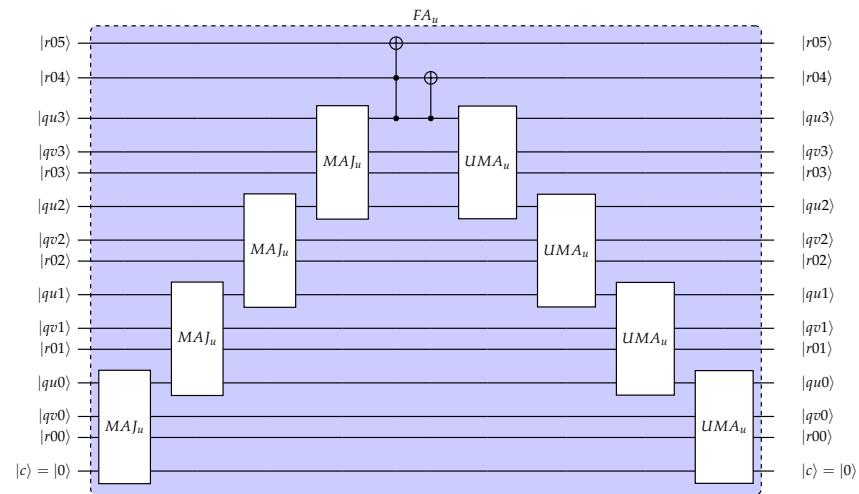 FA_u
|r05⟩ |r05⟩
|r04⟩ |r04⟩
|qu3⟩ |qu3⟩
|qv3⟩ MAJ_u UMA_u |qv3⟩
|r03⟩ |r03⟩
|qu2⟩ |qu2⟩
|qv2⟩ MAJ_u UMA_u |qv2⟩
|r02⟩ |r02⟩
|qu1⟩ |qu1⟩
|qv1⟩ MAJ_u UMA_u |qv1⟩
|r01⟩ |r01⟩
|qu0⟩ |qu0⟩
|qv0⟩ MAJ_u UMA_u |qv0⟩
|r00⟩ |r00⟩
|c⟩ = |0⟩ |c⟩ = |0⟩